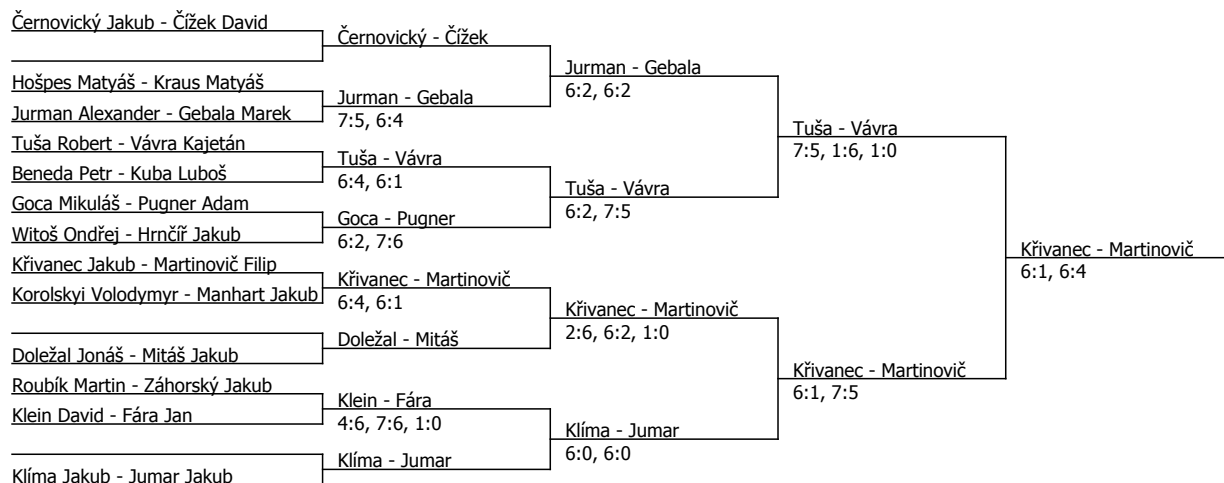 Černovický Jakub - Čížek David
Hošpes Matyáš - Kraus Matyáš
Jurman Alexander - Gebala Marek
Tuša Robert - Vávra Kajetán
Beneda Petr - Kuba Luboš
Goca Mikuláš - Pugner Adam
Witoš Ondřej - Hrnčíř Jakub
Křivanec Jakub - Martinovič Filip
Korolskyi Volodymyr - Manhart Jakub
Doležal Jonáš - Mitáš Jakub
Roubík Martin - Záhorský Jakub
Klein David - Fára Jan
Klíma Jakub - Jumar Jakub
Černovický - Čížek
Jurman - Gebala
7:5, 6:4
Tuša - Vávra
6:4, 6:1
Goca - Pugner
6:2, 7:6
Křivanec - Martinovič
6:4, 6:1
Doležal - Mitáš
Klein - Fára
4:6, 7:6, 1:0
Klíma - Jumar
Jurman - Gebala
6:2, 6:2
Tuša - Vávra
6:2, 7:5
Křivanec - Martinovič
2:6, 6:2, 1:0
Klíma - Jumar
6:0, 6:0
Tuša - Vávra
7:5, 1:6, 1:0
Křivanec - Martinovič
6:1, 7:5
Křivanec - Martinovič
6:1, 6:4